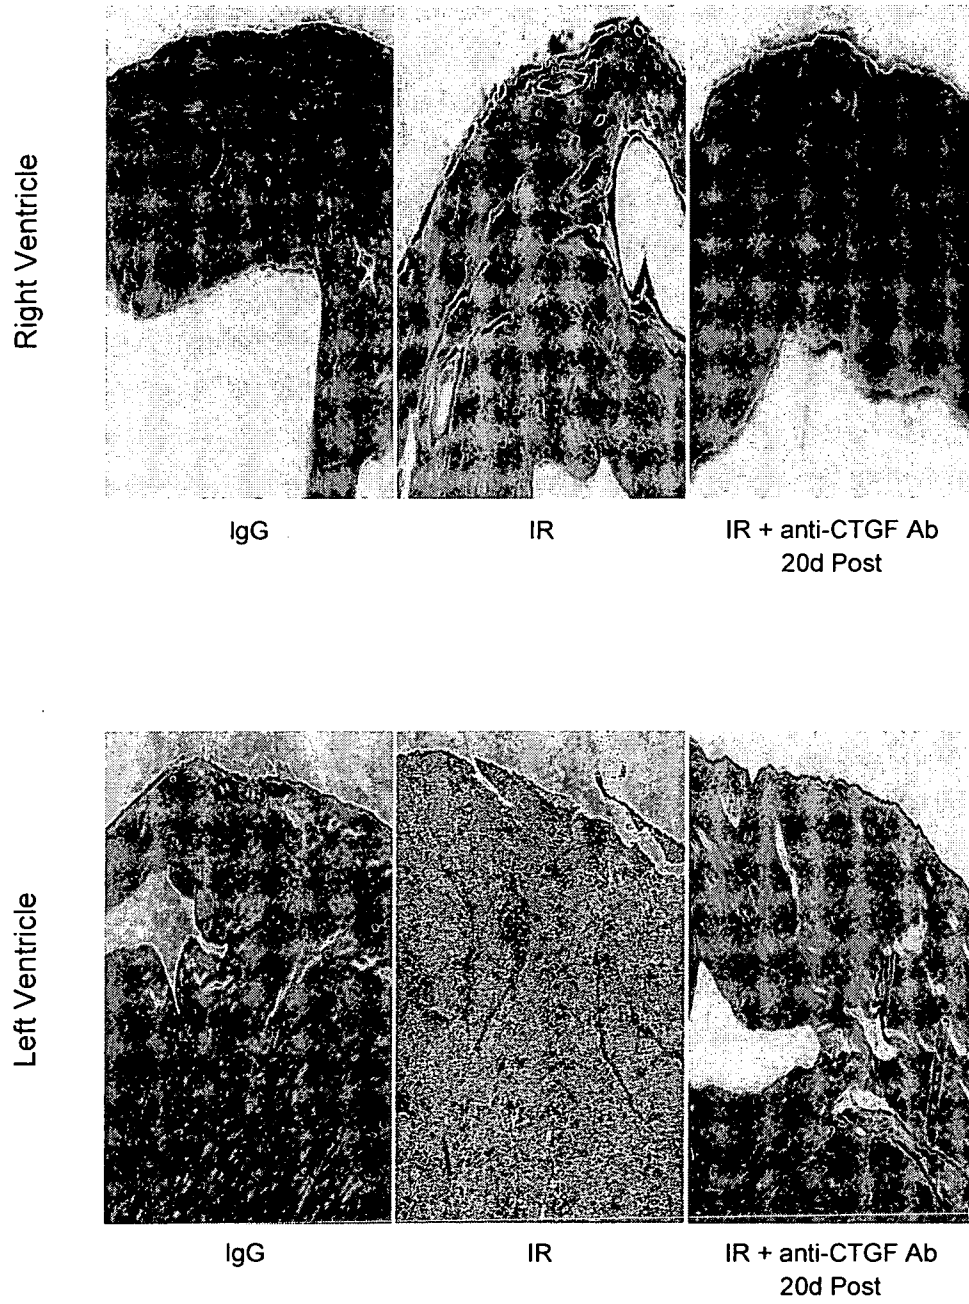 Right Ventricle
IgG
IR
IR + anti-CTGF Ab
20d Post
Left Ventricle
IgG
IR
IR + anti-CTGF Ab
20d Post